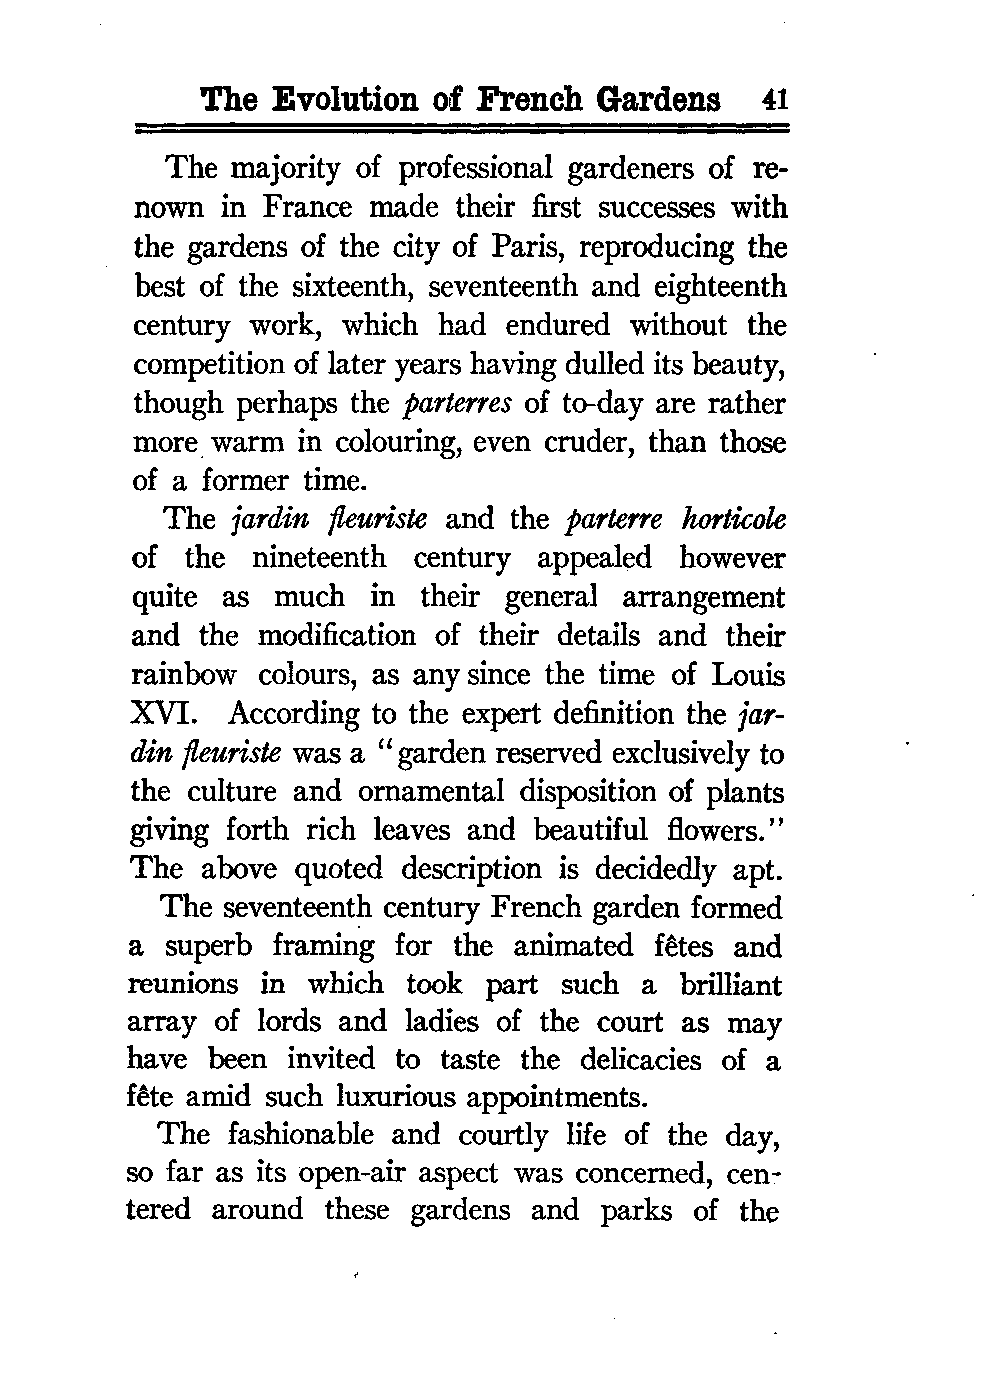 The Evolution of French Gardens 41
The majority of professional gardeners of re-
nown in France made their first successes with
the gardens of the city of Paris, reproducing the
best of the sixteenth, seventeenth and eighteenth
century work, which had endured without the
competition of later years having dulled its beauty,
though perhaps the parterres of to-day are rather
more warm in colouring, even cruder, than those
of a former time.
The jardin fleuriste and the parterre horticole
of the nineteenth century appealed however
quite as much in their general arrangement
and the modification of their details and their
rainbow colours, as any since the time of Louis
XVI. According to the expert definition the jar-
din fleuriste was a “garden reserved exclusively to
the culture and ornamental disposition of plants
giving forth rich leaves and beautiful flowers.”
The above quoted description is decidedly apt.
The seventeenth century French garden formed
a superb framing for the animated fêtes and
reunions in which took part such a brilliant
array of lords and ladies of the court as may
have been invited to taste the delicacies of a
fête amid such luxurious appointments.
The fashionable and courtly life of the day,
so far as its open-air aspect was concerned, cen-
tered around these gardens and parks of the